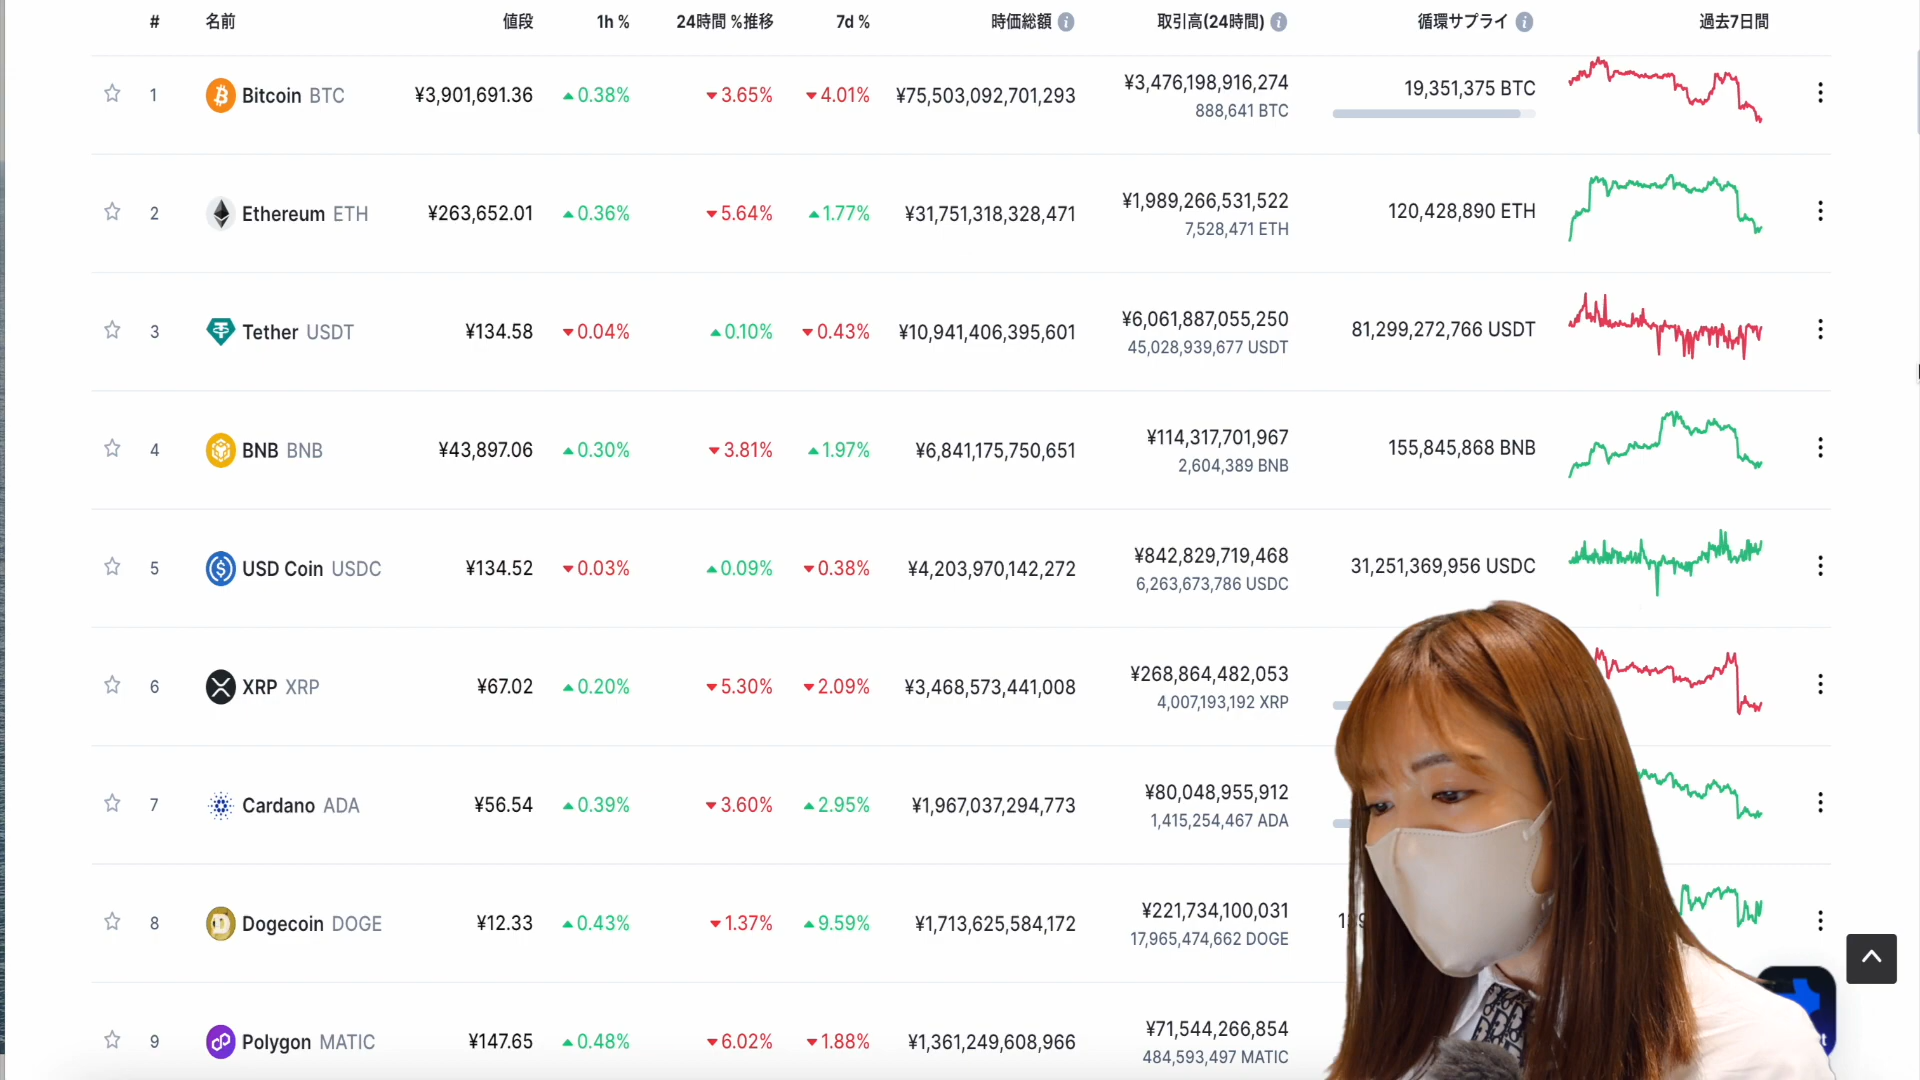 # 名前 値段 1h % 24時間 %推移 7d % 時価総額 取引高(24時間) 循環サプライ 過去7日間
1 Bitcoin BTC ¥3,901,691.36 0.38% 3.65% 4.01% ¥75,503,092,701,293 ¥3,476,198,916,274 19,351,375 BTC
888,641 BTC
2 Ethereum ETH ¥263,652.01 0.36% 5.64% 1.77% ¥31,751,318,328,471 ¥1,989,266,531,522 120,428,890 ETH
7,528,471 ETH
3 Tether USDT ¥134.58 0.04% 0.10% 0.43% ¥10,941,406,395,601 ¥6,061,887,055,250 81,299,272,766 USDT
45,028,939,677 USDT
4 BNB BNB ¥43,897.06 0.30% 3.81% 1.97% ¥6,841,175,750,651 ¥114,317,701,967 155,845,868 BNB
2,604,389 BNB
5 USD Coin USDC ¥134.52 0.03% 0.09% 0.38% ¥4,203,970,142,272 ¥842,829,719,468 31,251,369,956 USDC
6,263,673,786 USDC
6 XRP XRP ¥67.02 0.20% 5.30% 2.09% ¥3,468,573,441,008 ¥268,864,482,053
4,007,193,192 XRP
7 Cardano ADA ¥56.54 0.39% 3.60% 2.95% ¥1,967,037,294,773 ¥80,048,955,912
1,415,254,467 ADA
8 Dogecoin DOGE ¥12.33 0.43% 1.37% 9.59% ¥1,713,625,584,172 ¥221,734,100,031
17,965,474,662 DOGE
9 Polygon MATIC ¥147.65 0.48% 6.02% 1.88% ¥1,361,249,608,966 ¥71,544,266,854
484,593,497 MATIC